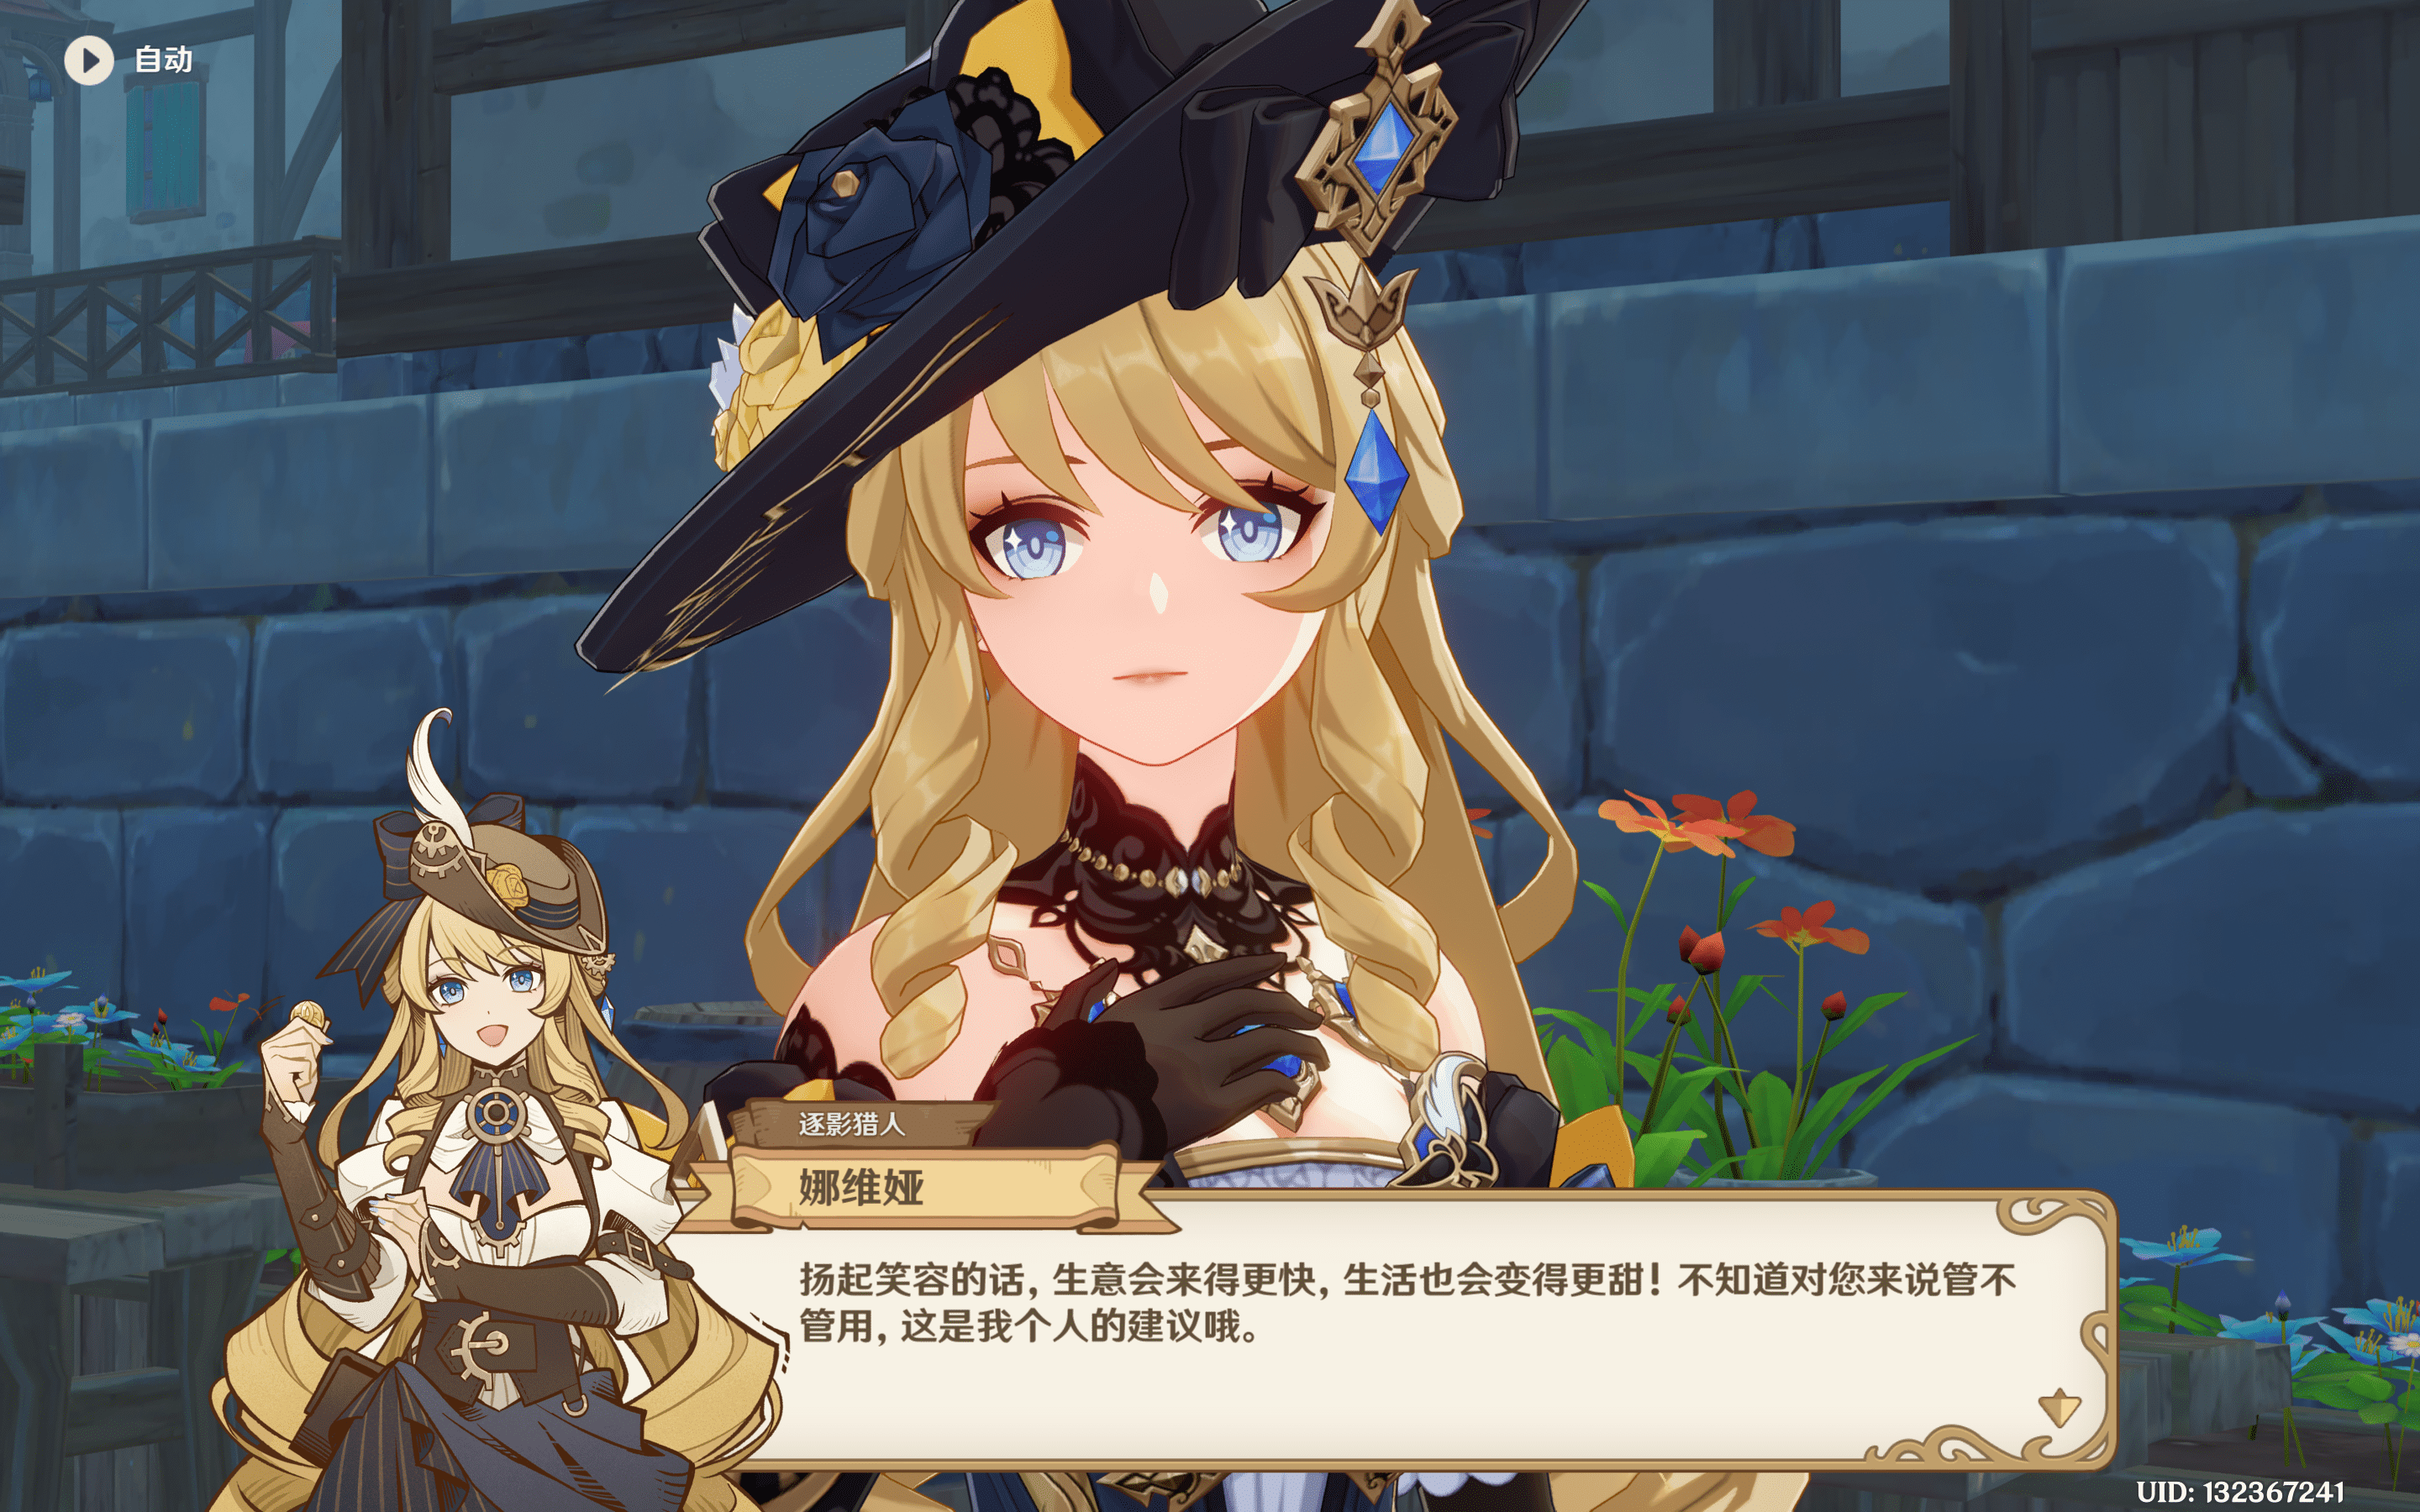 自动
逐影猎人
娜维娅
扬起笑容的话，生意会来得更快，生活也会变得更甜！不知道对您来说管不
管用，这是我个人的建议哦。
UID: 132367241